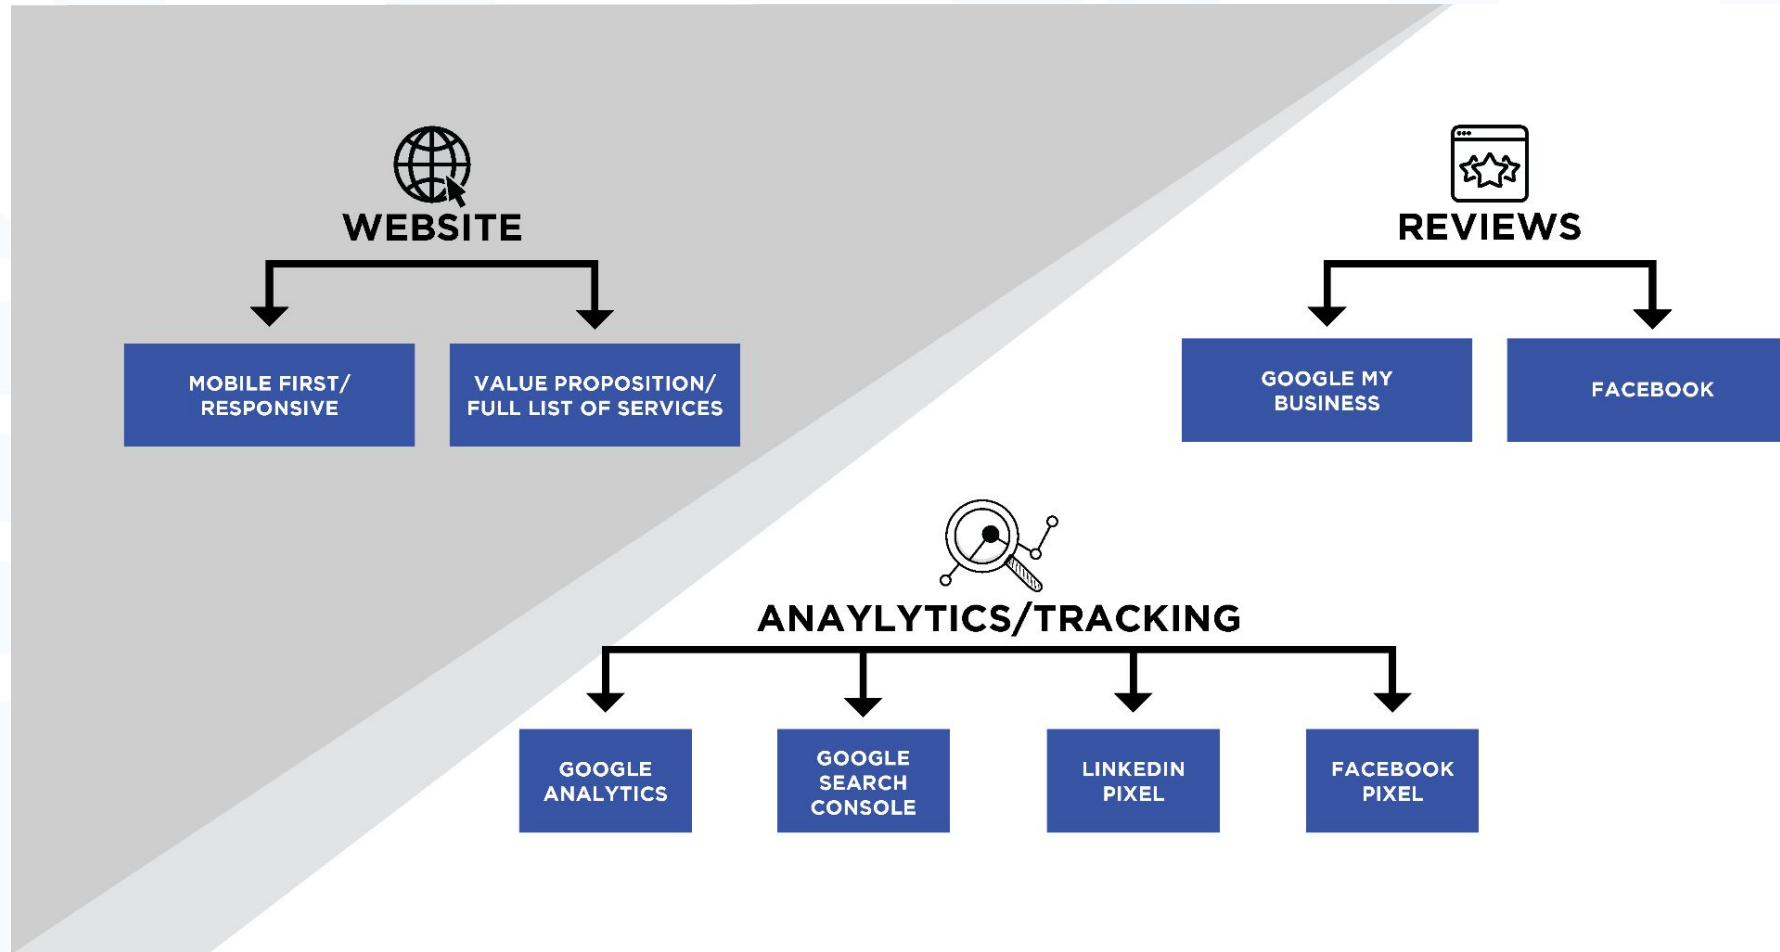 WEBSITE
MOBILE FIRST/
RESPONSIVE
VALUE PROPOSITION/
FULL LIST OF SERVICES
REVIEWS
GOOGLE MY
BUSINESS
FACEBOOK
ANAYLYTICS/TRACKING
GOOGLE
ANALYTICS
GOOGLE
SEARCH
CONSOLE
LINKEDIN
PIXEL
FACEBOOK
PIXEL